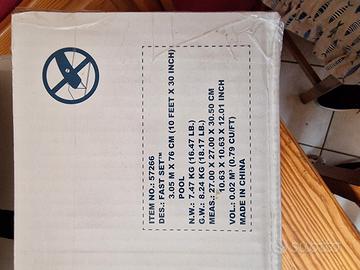 ITEM NO.: 57266
DES.: FAST SET™
3.05 M X 76 CM (10 FEET X 30 INCH)
POOL
N.W.: 7.47 KG (16.47 LB.)
G.W.: 8.24 KG (18.17 LB.)
MEAS.: 27.00 X 27.00 X 30.50 CM
10.63 X 10.63 X 12.01 INCH
VOL.: 0.02 M³ (0.79 CU/FT)
MADE IN CHINA
subito